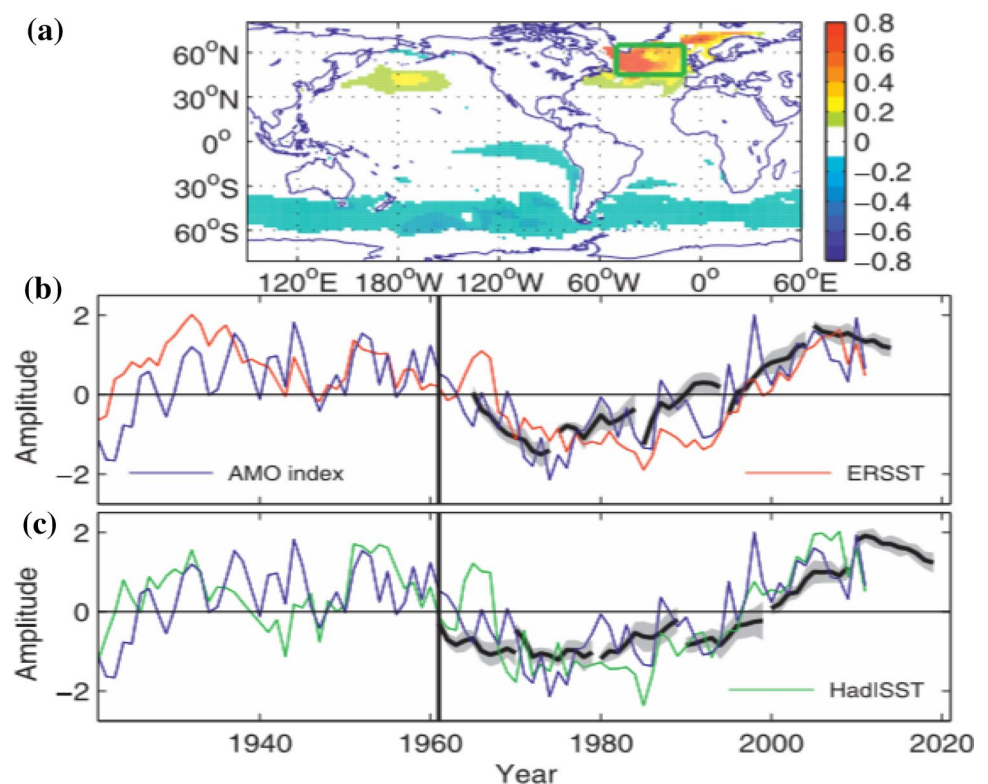 (a)
60°N
30°N
0°
30°S
60°S
120°E 180°W 120°W 60°W 0° 60°E
0.8
0.6
0.4
0.2
0
−0.2
−0.4
−0.6
−0.8
(b)
Amplitude
2
0
−2
AMO index
ERSST
(c)
Amplitude
2
0
−2
HadISST
1940 1960 1980 2000 2020
Year